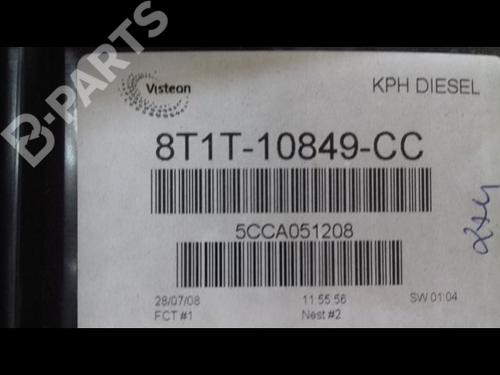 B-PARTS
Visteon
KPH DIESEL
8T1T-10849-CC
5CCA051208
28/07/08 11:55:56 SW 01:04
FCT #1 Nest #2